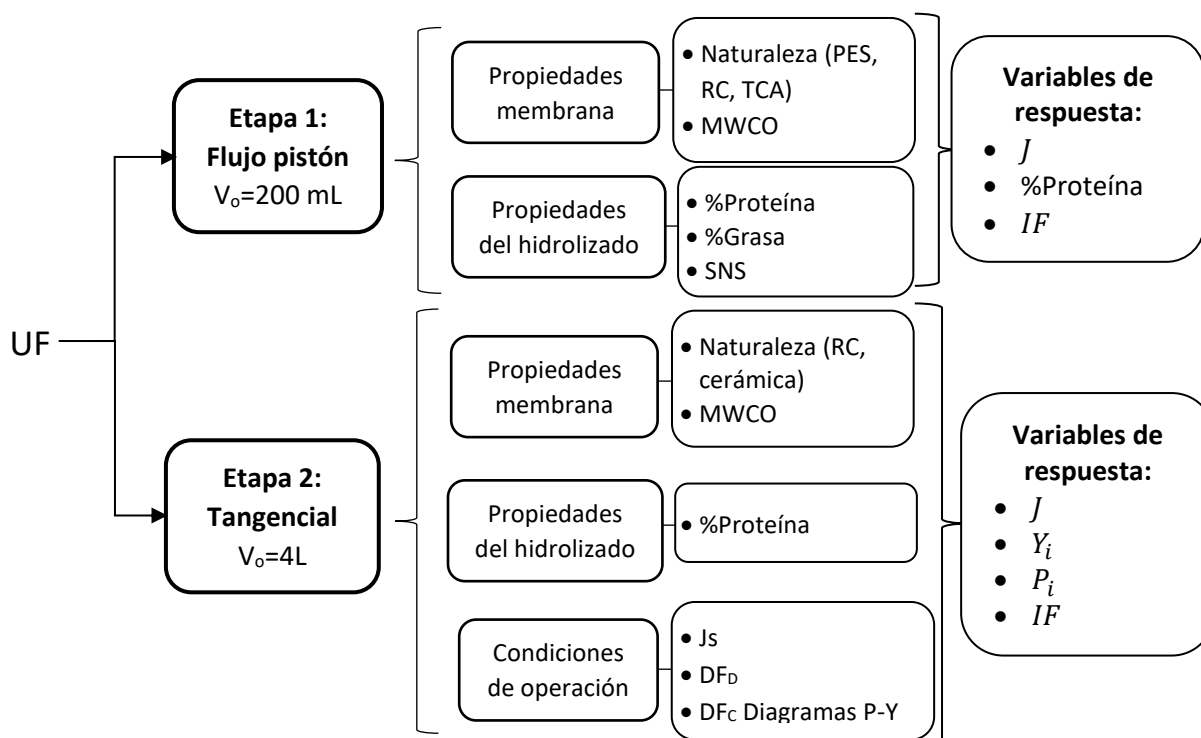 UF
Etapa 1:
Flujo pistón
Vₒ=200 mL
Propiedades
membrana
• Naturaleza (PES,
RC, TCA)
• MWCO
Propiedades
del hidrolizado
• %Proteína
• %Grasa
• SNS
Variables de
respuesta:
• J
• %Proteína
• IF
Etapa 2:
Tangencial
Vₒ=4L
Propiedades
membrana
• Naturaleza (RC,
cerámica)
• MWCO
Propiedades
del hidrolizado
• %Proteína
Condiciones
de operación
• Js
• DFD
• DFC Diagramas P-Y
Variables de
respuesta:
• J
• Yᵢ
• Pᵢ
• IF